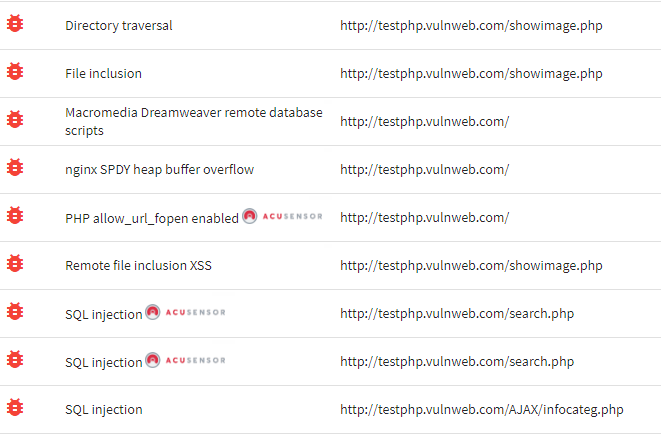 Directory traversal http://testphp.vulnweb.com/showimage.php
File inclusion http://testphp.vulnweb.com/showimage.php
Macromedia Dreamweaver remote database
scripts http://testphp.vulnweb.com/
nginx SPDY heap buffer overflow http://testphp.vulnweb.com/
PHP allow_url_fopen enabled ACUSENSOR http://testphp.vulnweb.com/
Remote file inclusion XSS http://testphp.vulnweb.com/showimage.php
SQL injection ACUSENSOR http://testphp.vulnweb.com/search.php
SQL injection ACUSENSOR http://testphp.vulnweb.com/search.php
SQL injection http://testphp.vulnweb.com/AJAX/infocateg.php